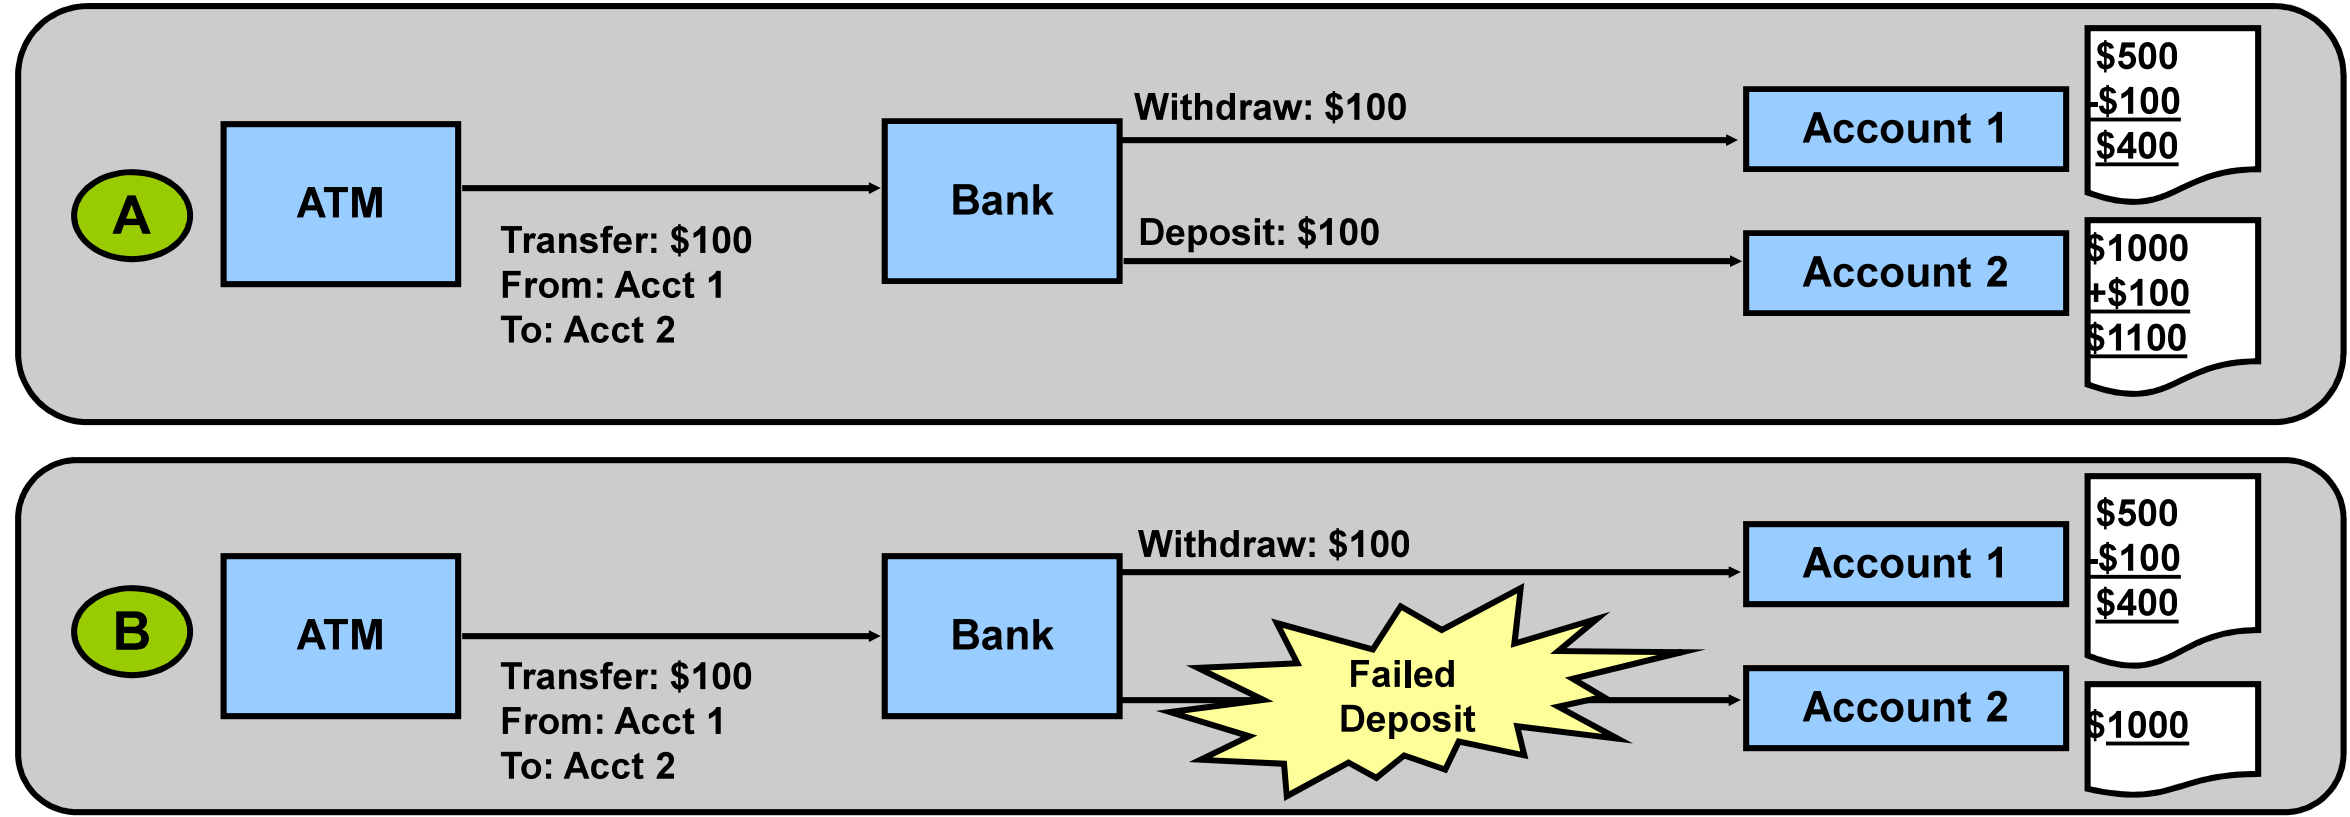 A
ATM
Transfer: $100
From: Acct 1
To: Acct 2
Bank
Withdraw: $100
Deposit: $100
Account 1
$500
-$100
$400
Account 2
$1000
+$100
$1100
B
ATM
Transfer: $100
From: Acct 1
To: Acct 2
Bank
Withdraw: $100
Failed
Deposit
Account 1
$500
-$100
$400
Account 2
$1000